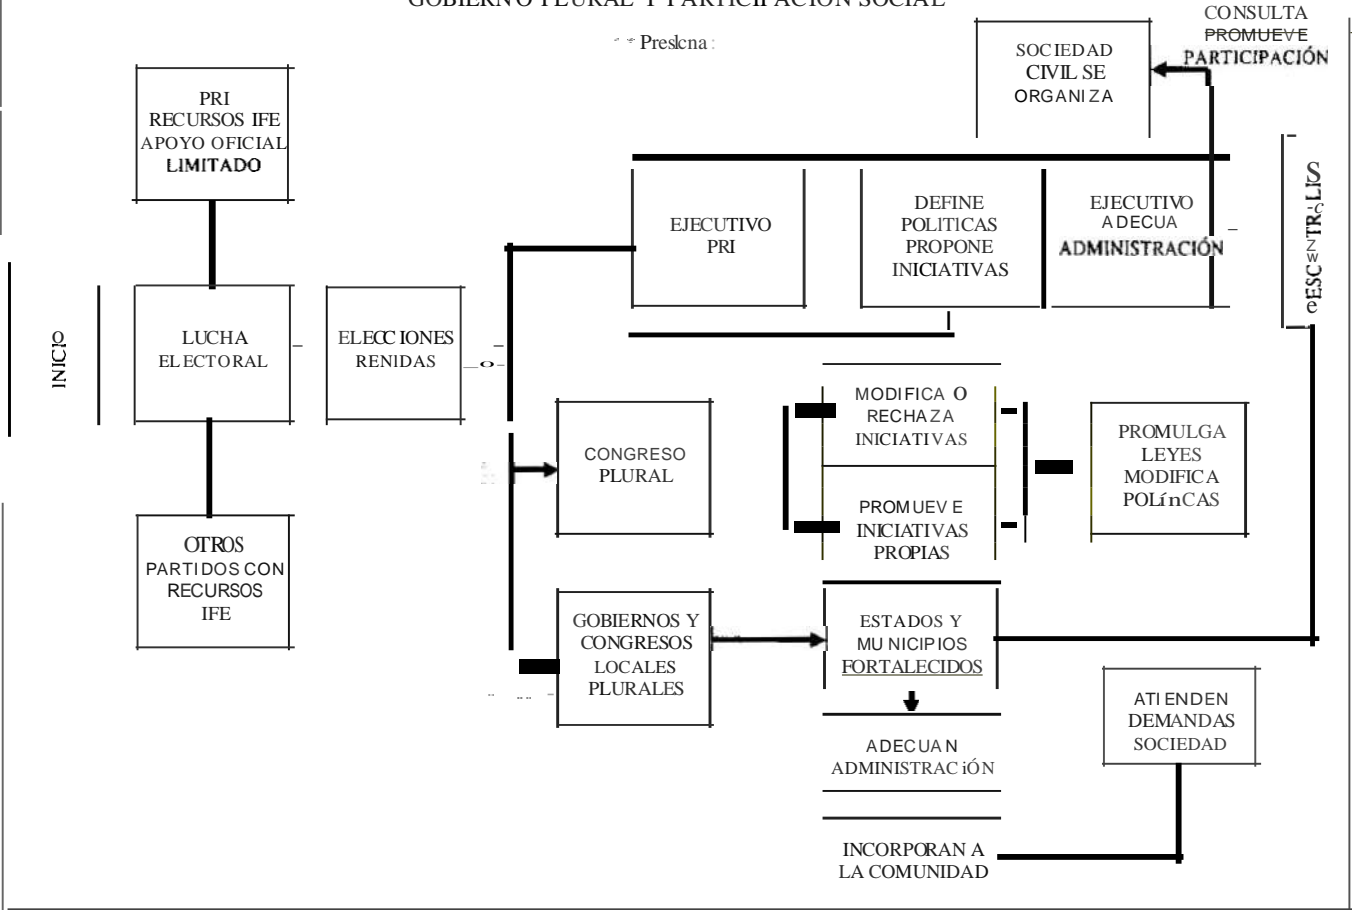 GOBIERNO PLURAL Y PARTICIPACIÓN SOCIAL
CONSULTA
PROMUEVE
PARTICIPACIÓN
SOCIEDAD
CIVIL SE
ORGANIZA
PRI
RECURSOS IFE
APOYO OFICIAL
LIMITADO
EJECUTIVO
PRI
DEFINE
POLITICAS
PROPONE
INICIATIVAS
EJECUTIVO
ADECUA
ADMINISTRACIÓN
INICIO
LUCHA
ELECTORAL
ELECCIONES
RENIDAS
CONGRESO
PLURAL
MODIFICA O
RECHAZA
INICIATIVAS
PROMUEVE
INICIATIVAS
PROPIAS
PROMULGA
LEYES
MODIFICA
POLínCAS
OTROS
PARTIDOS CON
RECURSOS
IFE
GOBIERNOS Y
CONGRESOS
LOCALES
PLURALES
ESTADOS Y
MUNICIPIOS
FORTALECIDOS
ADECUAN
ADMINISTRACiÓN
INCORPORAN A
LA COMUNIDAD
ATIENDEN
DEMANDAS
SOCIEDAD